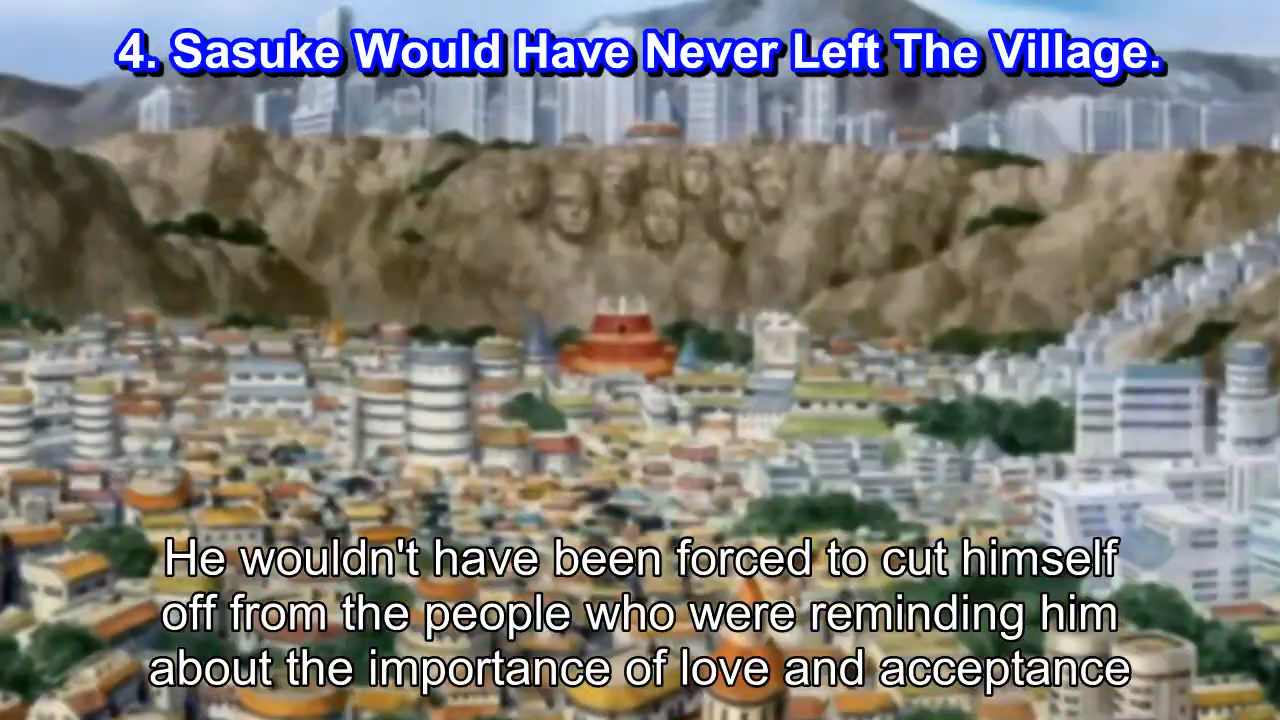 4. Sasuke Would Have Never Left The Village.
He wouldn't have been forced to cut himself
off from the people who were reminding him
about the importance of love and acceptance